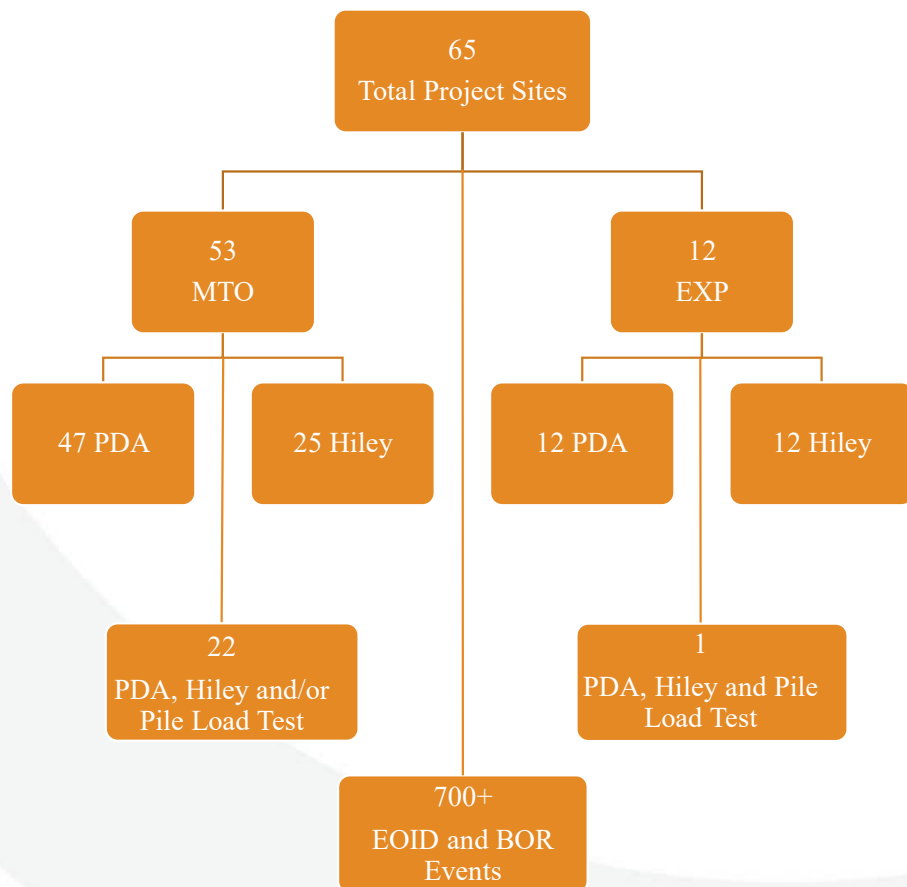 65
Total Project Sites
53
MTO
12
EXP
47 PDA
25 Hiley
12 PDA
12 Hiley
22
PDA, Hiley and/or
Pile Load Test
1
PDA, Hiley and Pile
Load Test
700+
EOID and BOR
Events